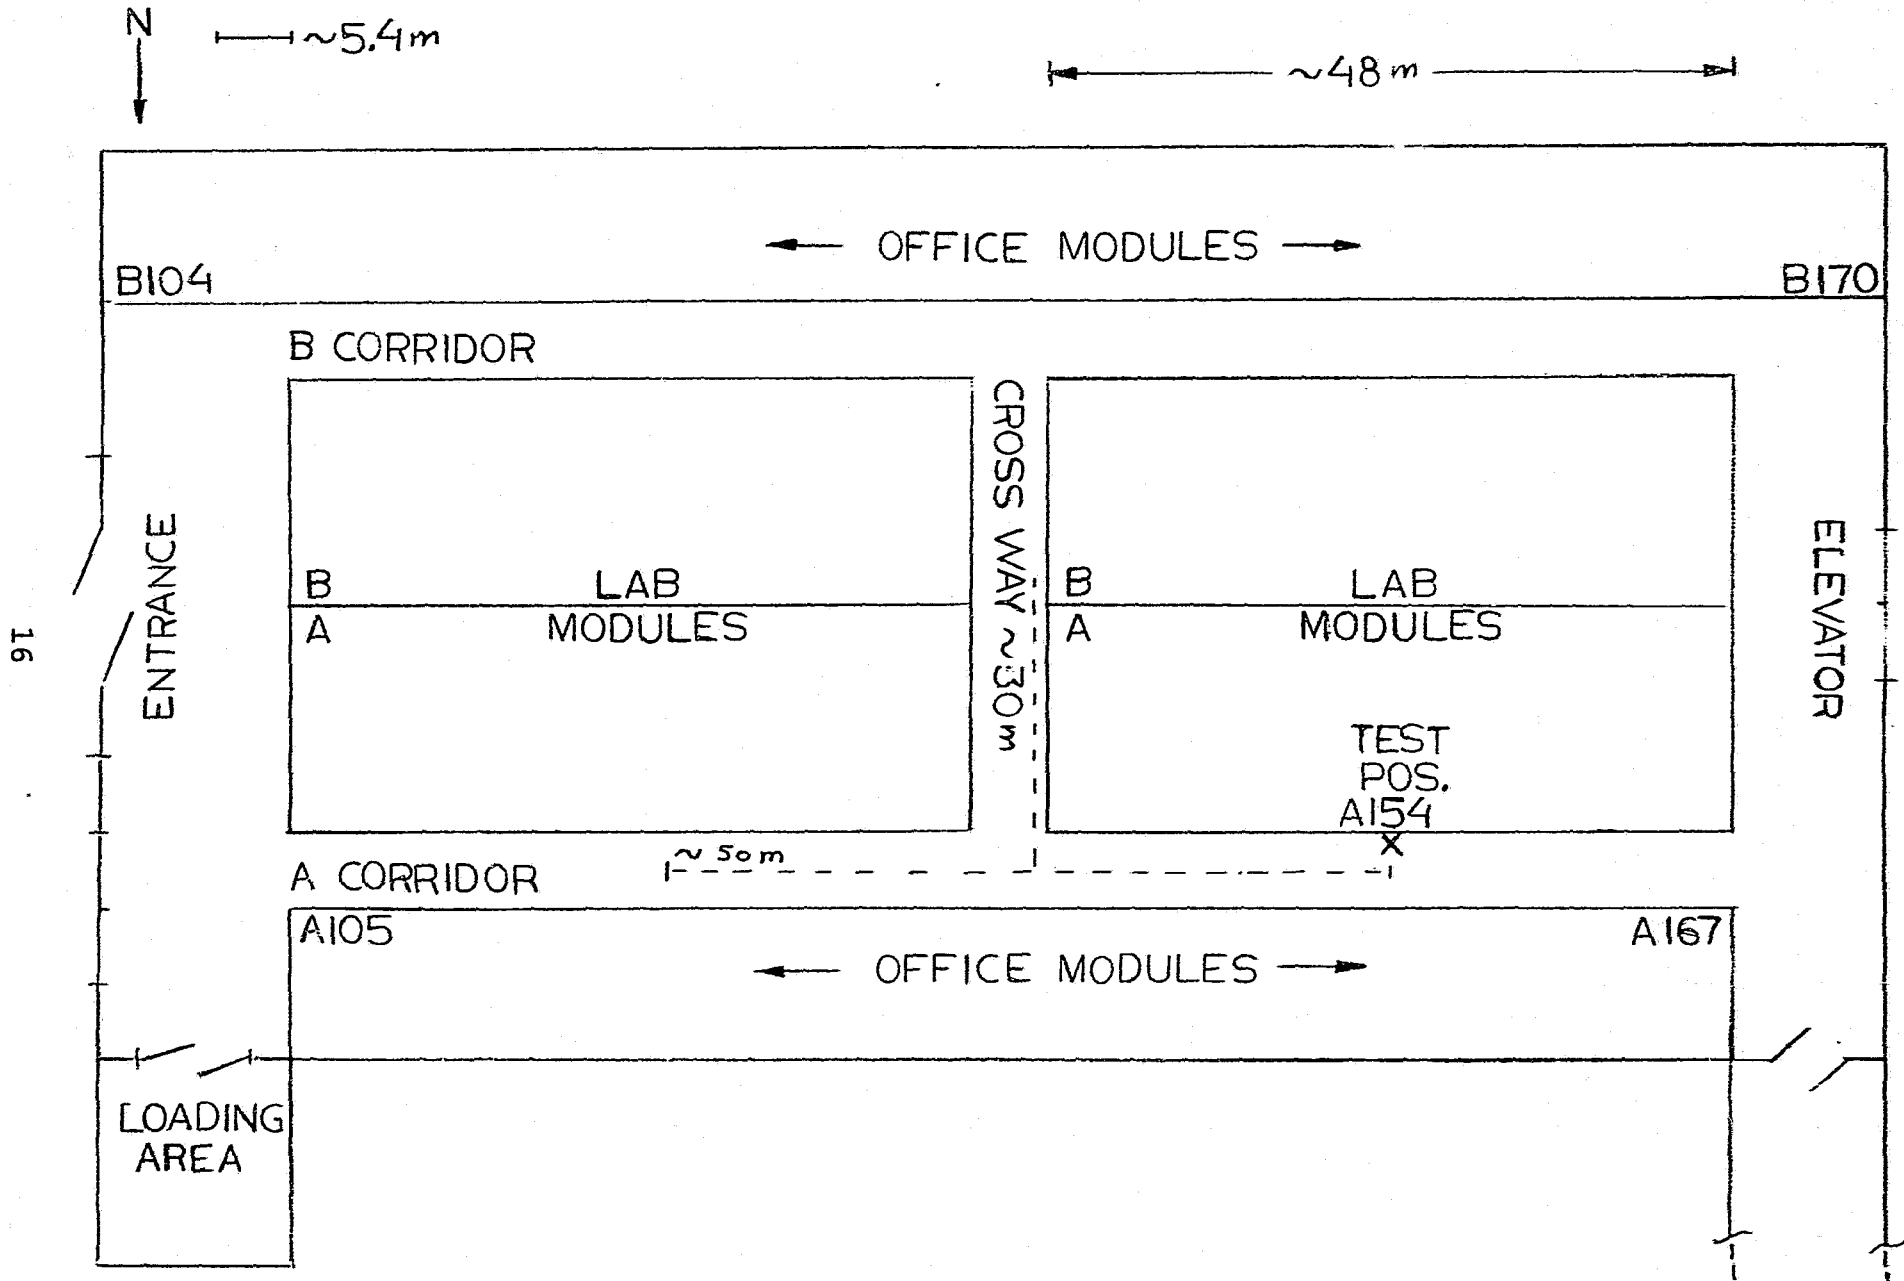 N
~5.4m
~48m
← OFFICE MODULES →
B104
B170
B CORRIDOR
CROSS WAY ~30m
ENTRANCE
B
LAB
A
MODULES
B
LAB
A
MODULES
ELEVATOR
16
TEST
POS.
A154
X
~50m
A CORRIDOR
A105
A167
← OFFICE MODULES →
LOADING
AREA